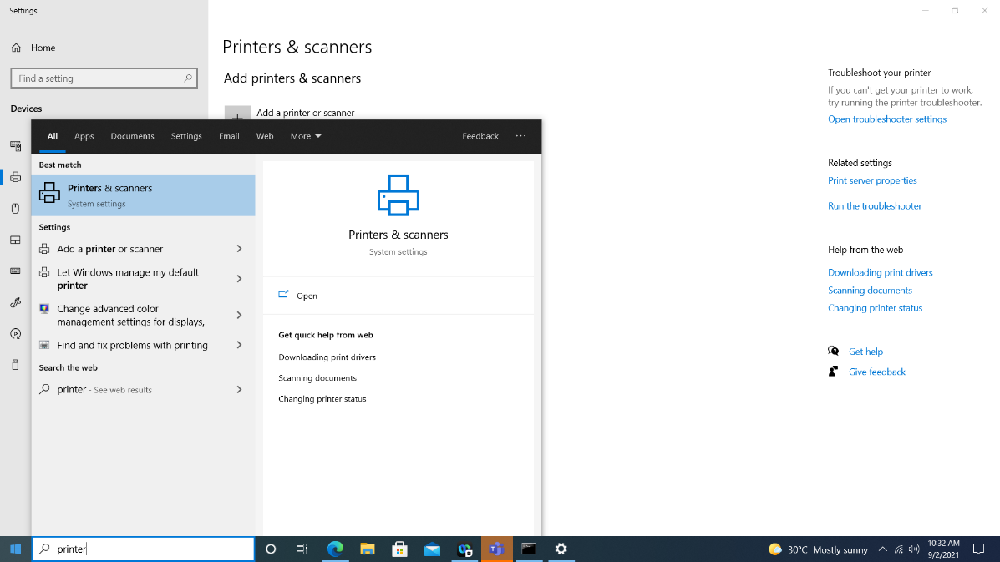 Settings
Home
Find a setting
Devices
Printers & scanners
Add printers & scanners
Add a printer or scanner
Troubleshoot your printer
If you can't get your printer to work,
try running the printer troubleshooter.
Open troubleshooter settings
Related settings
Print server properties
Run the troubleshooter
Help from the web
Downloading print drivers
Scanning documents
Changing printer status
Get help
Give feedback
All Apps Documents Settings Email Web More Feedback ···
Best match
Printers & scanners
System settings
Settings
Add a printer or scanner
Let Windows manage my default
printer
Change advanced color
management settings for displays,
Find and fix problems with printing
Search the web
printer - See web results
Printers & scanners
System settings
Open
Get quick help from web
Downloading print drivers
Scanning documents
Changing printer status
printer
30°C Mostly sunny
10:32 AM
9/2/2021